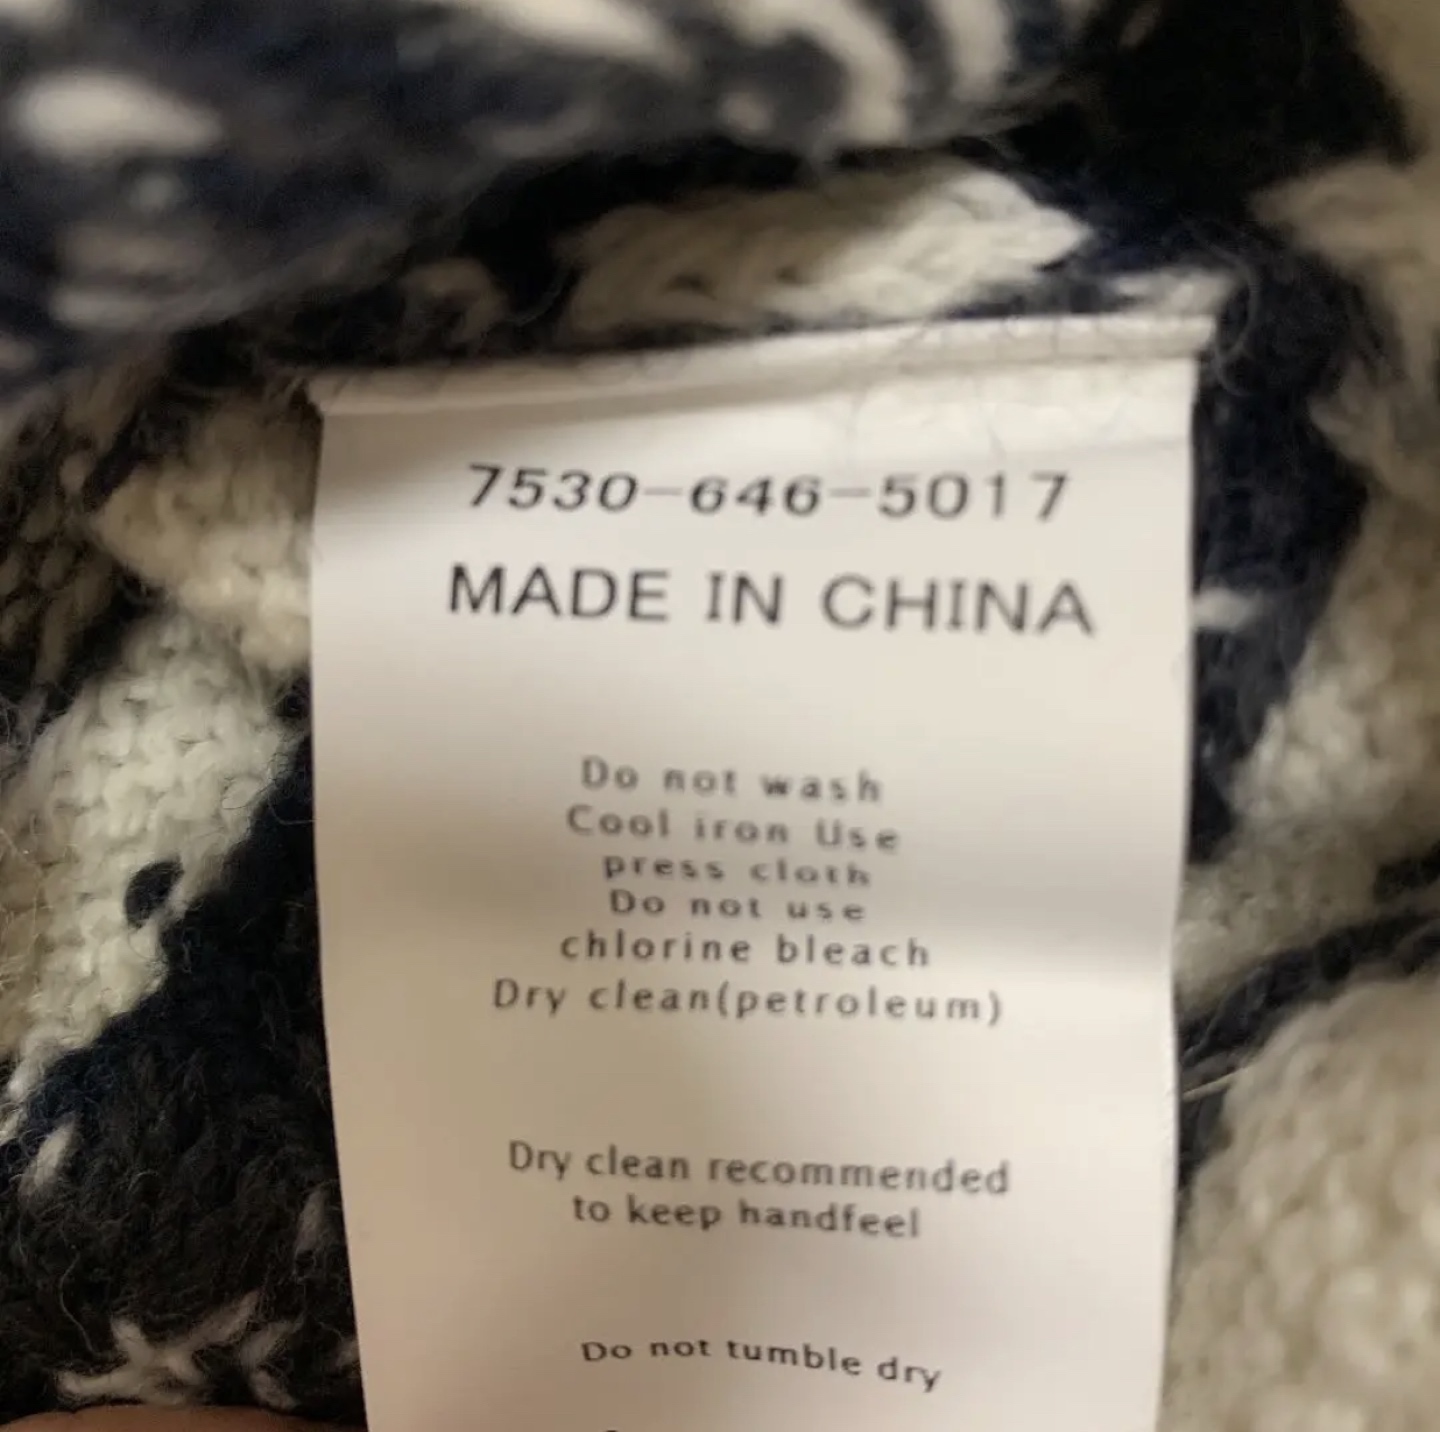 7530-646-5017
MADE IN CHINA
Do not wash
Cool iron Use
press cloth
Do not use
chlorine bleach
Dry clean(petroleum)
Dry clean recommended
to keep handfeel
Do not tumble dry